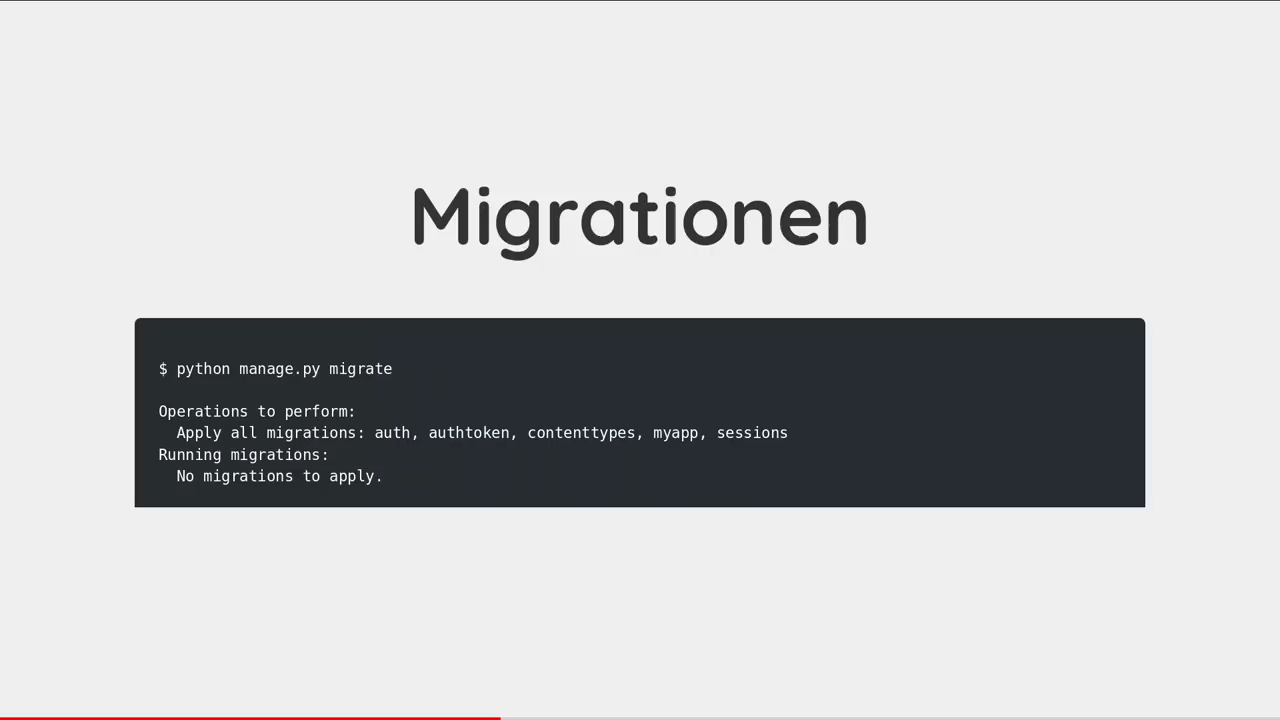 Migrationen
$ python manage.py migrate
Operations to perform:
  Apply all migrations: auth, authtoken, contenttypes, myapp, sessions
Running migrations:
  No migrations to apply.